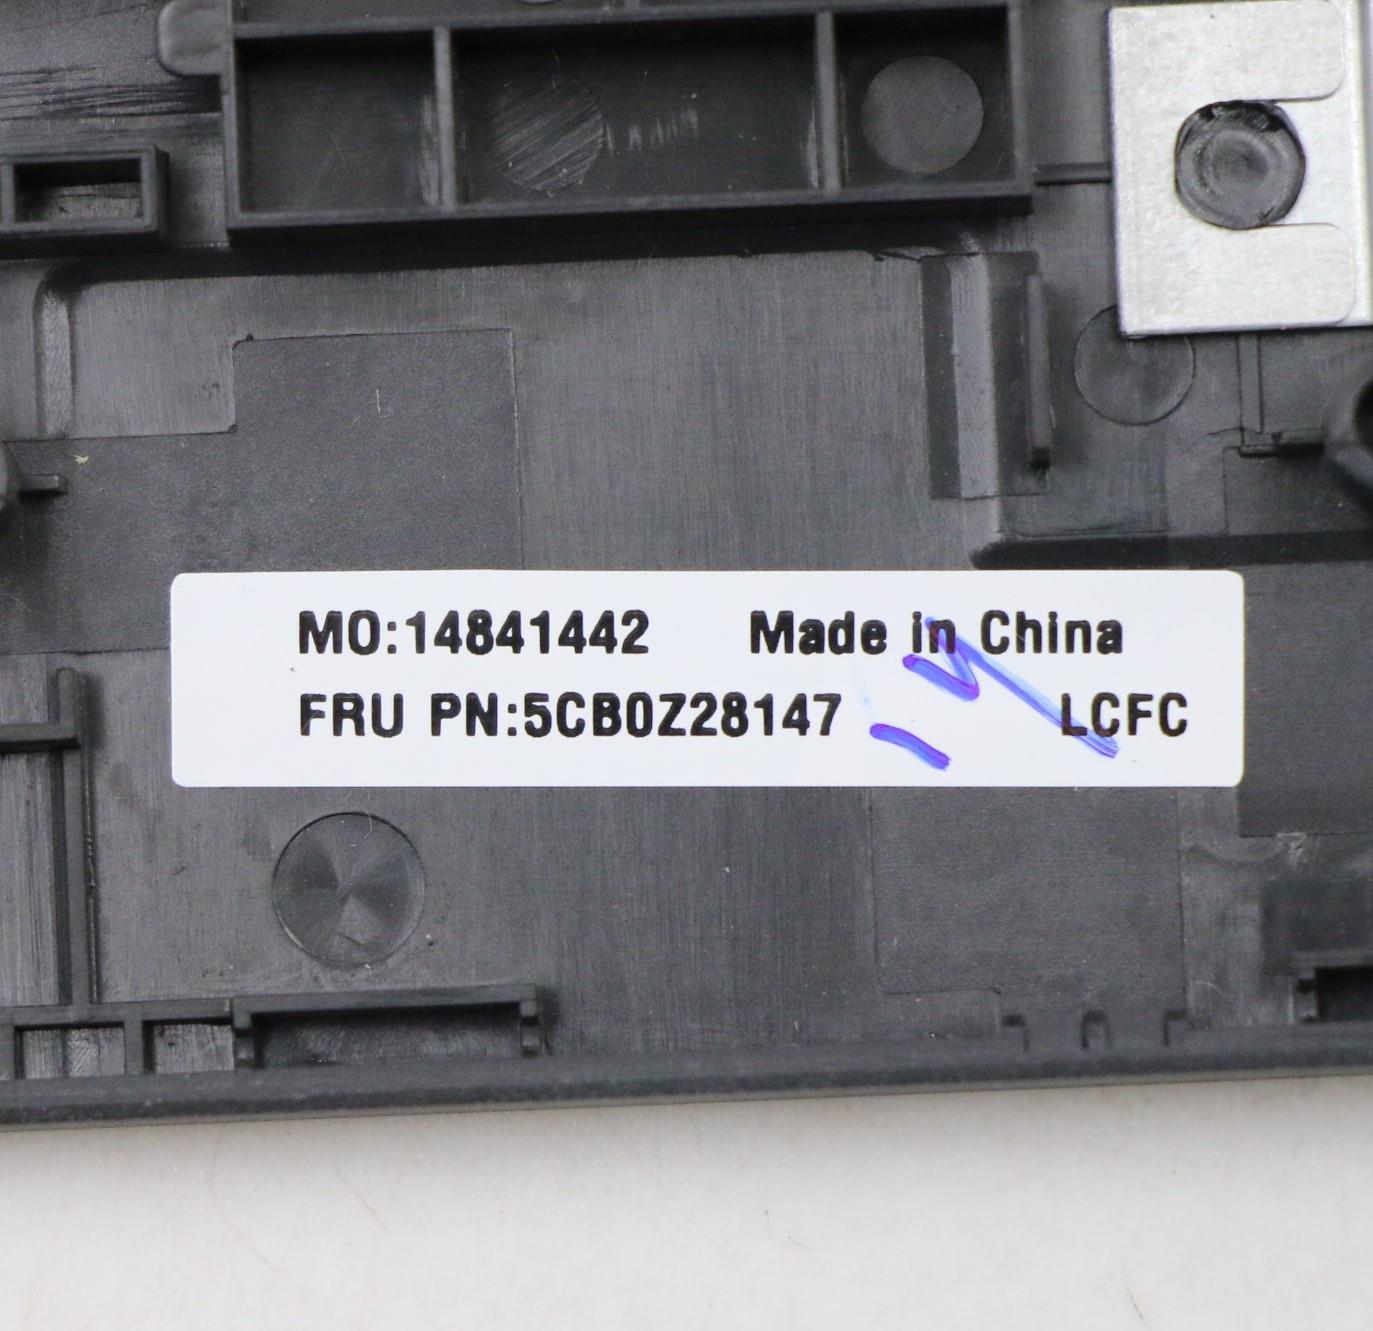 MO:14841442 Made in China
FRU PN:5CB0Z28147 LCFC